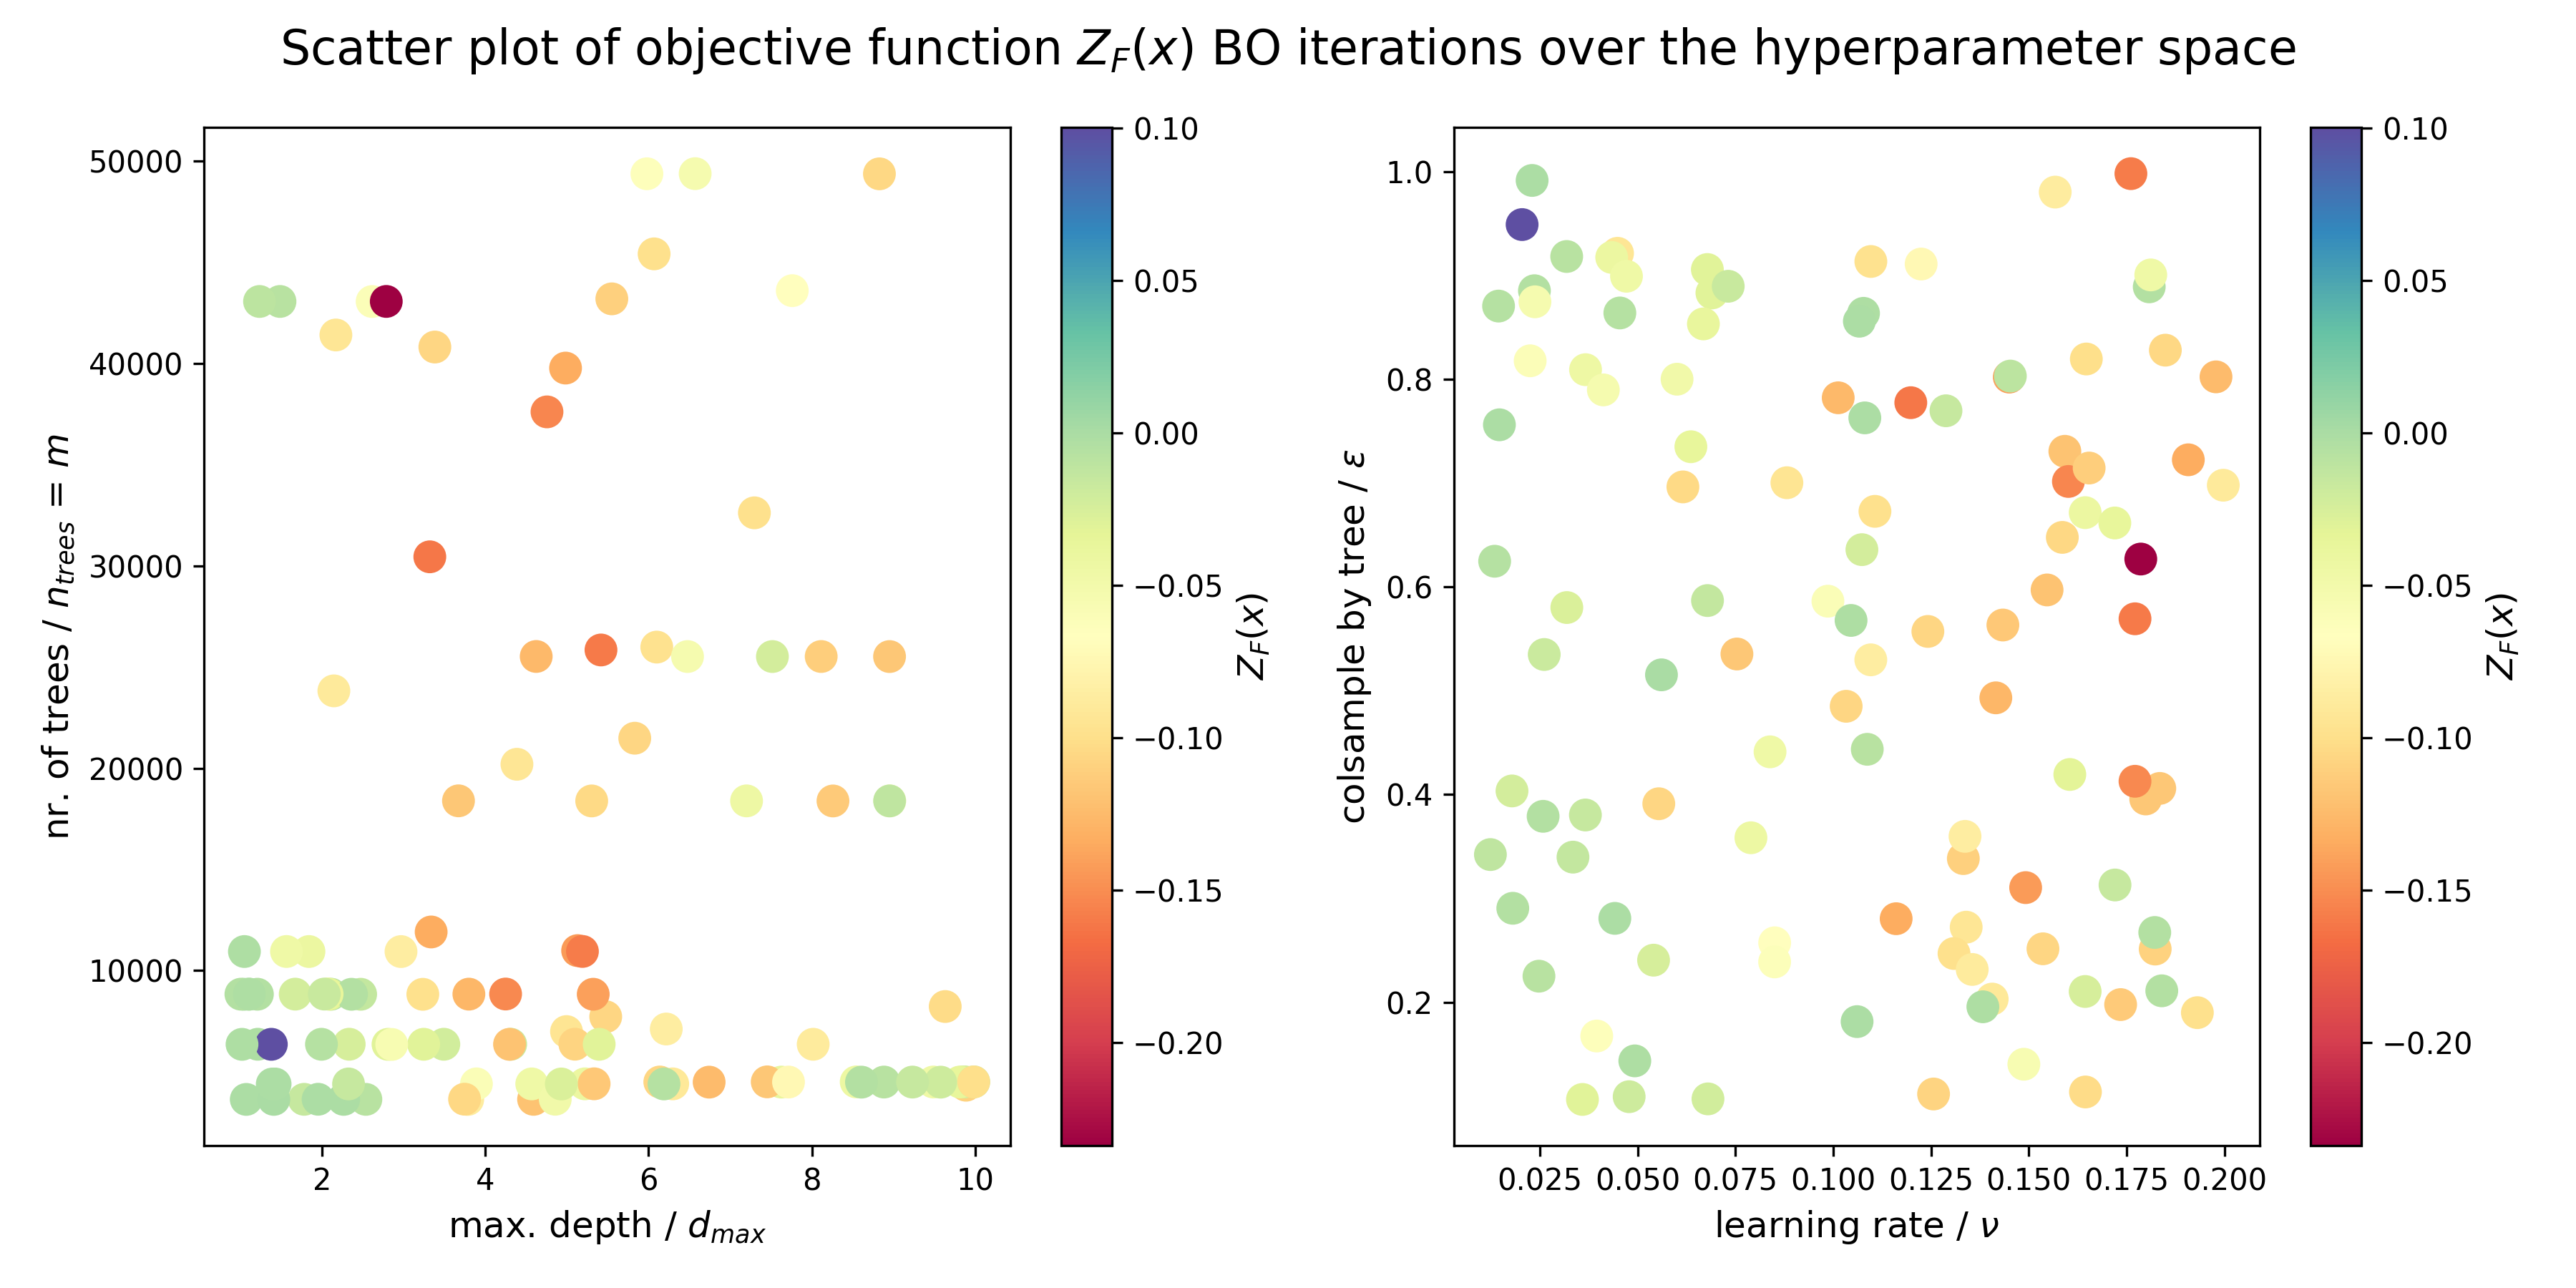 Scatter plot of objective function Z_F(x) BO iterations over the hyperparameter space
nr. of trees / n_trees = m
50000
40000
30000
20000
10000
2 4 6 8 10
max. depth / d_max
0.10
0.05
0.00
−0.05
−0.10
−0.15
−0.20
Z_F(x)
colsample by tree / ε
1.0
0.8
0.6
0.4
0.2
0.025 0.050 0.075 0.100 0.125 0.150 0.175 0.200
learning rate / ν
0.10
0.05
0.00
−0.05
−0.10
−0.15
−0.20
Z_F(x)